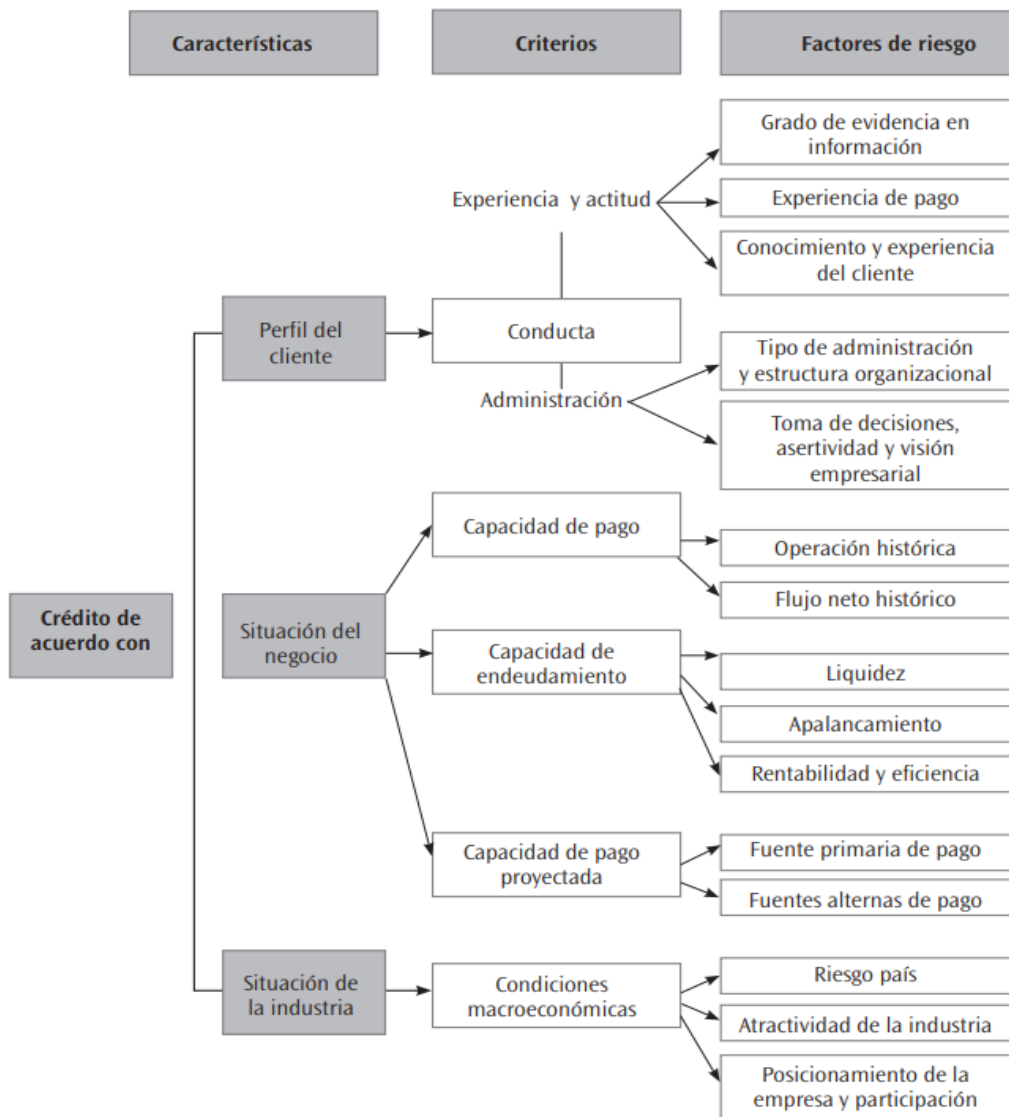 Características
Criterios
Factores de riesgo
Grado de evidencia en
información
Experiencia y actitud
Experiencia de pago
Conocimiento y experiencia
del cliente
Perfil del
cliente
Conducta
Tipo de administración
y estructura organizacional
Administración
Toma de decisiones,
asertividad y visión
empresarial
Capacidad de pago
Operación histórica
Flujo neto histórico
Crédito de
acuerdo con
Situación del
negocio
Capacidad de
endeudamiento
Liquidez
Apalancamiento
Rentabilidad y eficiencia
Capacidad de pago
proyectada
Fuente primaria de pago
Fuentes alternas de pago
Situación de
la industria
Condiciones
macroeconómicas
Riesgo país
Atractividad de la industria
Posicionamiento de la
empresa y participación